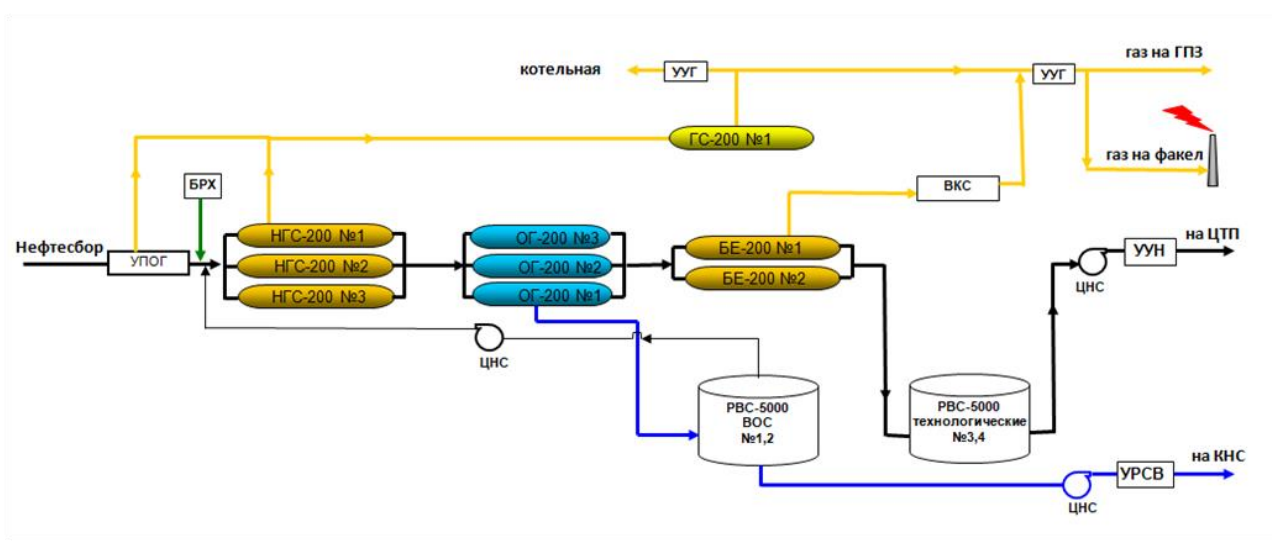 газ на ГПЗ
котельная
УУГ
УУГ
ГС-200 №1
газ на факел
БРХ
ВКС
НГС-200 №1
ОГ-200 №3
БЕ-200 №1
на ЦТП
Нефтесбор
УПОГ
НГС-200 №2
ОГ-200 №2
БЕ-200 №2
УУН
ЦНС
НГС-200 №3
ОГ-200 №1
ЦНС
РВС-5000
ВОС
№1,2
РВС-5000
технологические
№3,4
на КНС
УРСВ
ЦНС